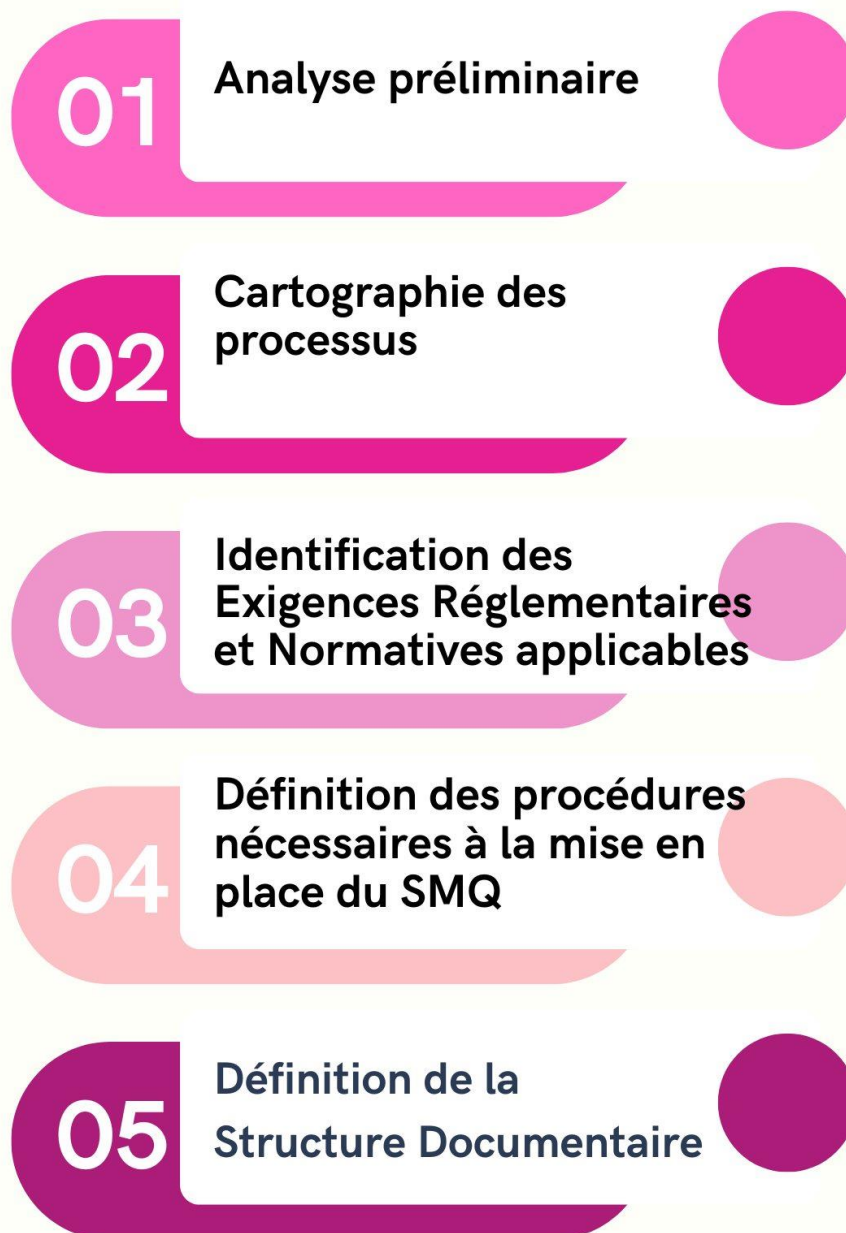 01
Analyse préliminaire
02
Cartographie des
processus
03
Identification des
Exigences Réglementaires
et Normatives applicables
04
Définition des procédures
nécessaires à la mise en
place du SMQ
05
Définition de la
Structure Documentaire